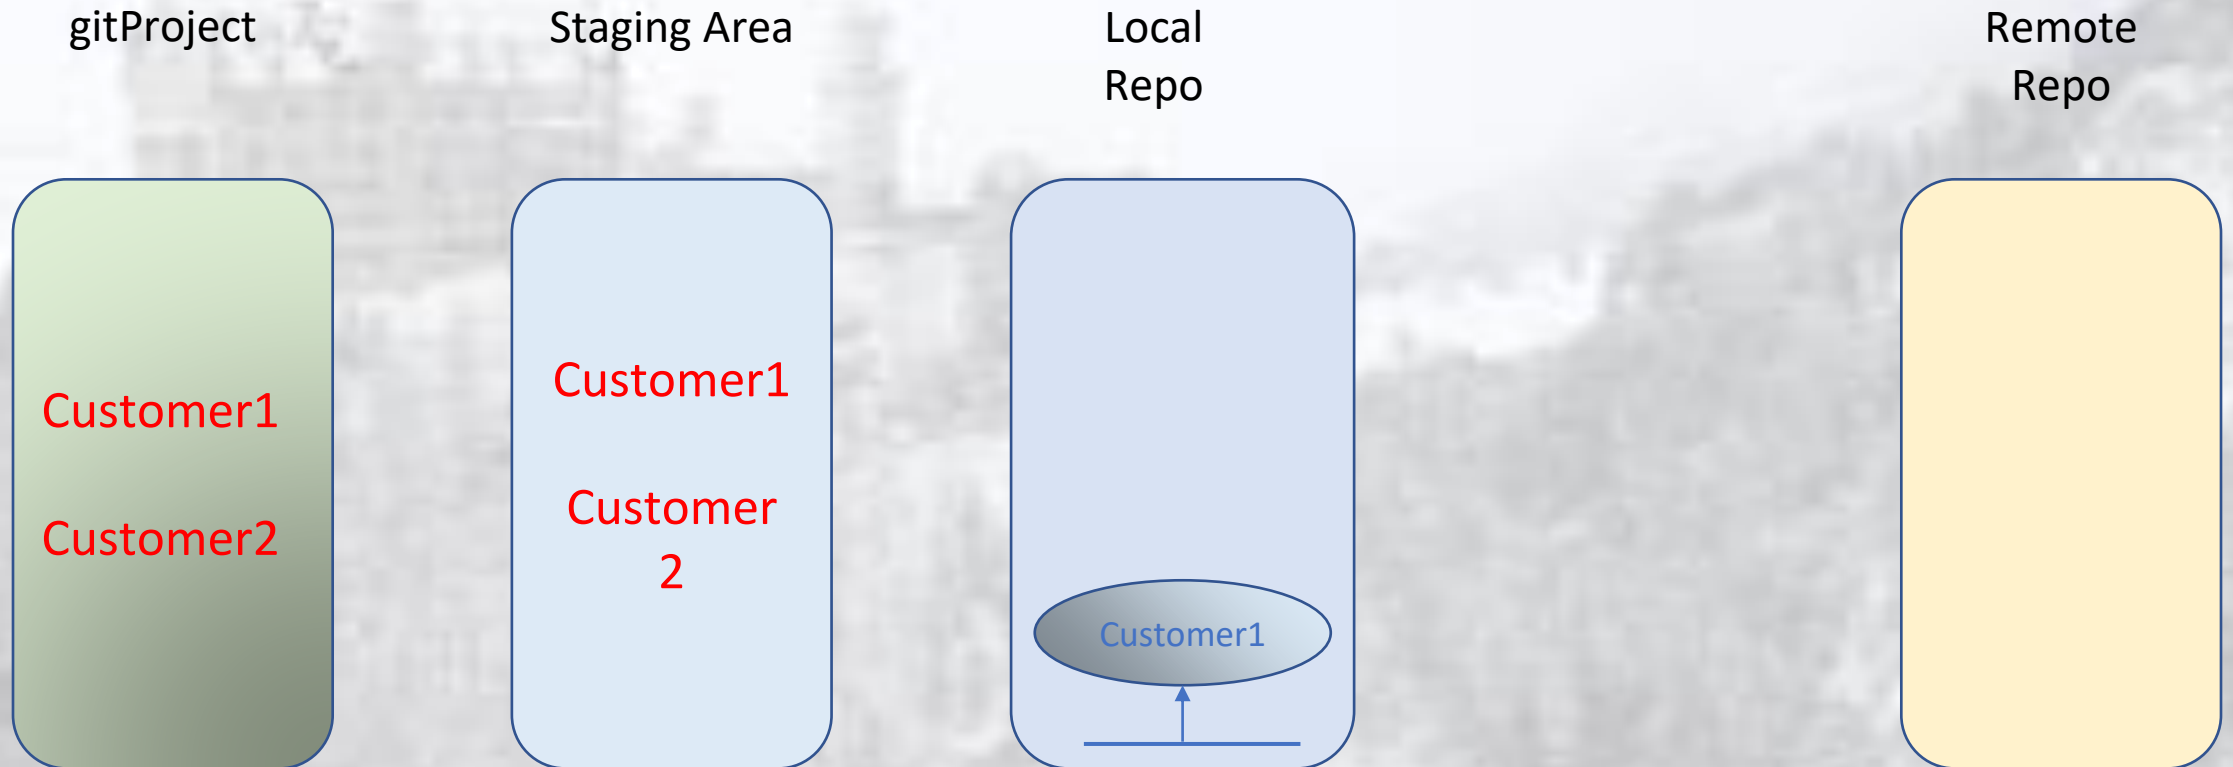 gitProject
Staging Area
Local
Repo
Remote
Repo
Customer1
Customer2
Customer1
Customer
2
Customer1